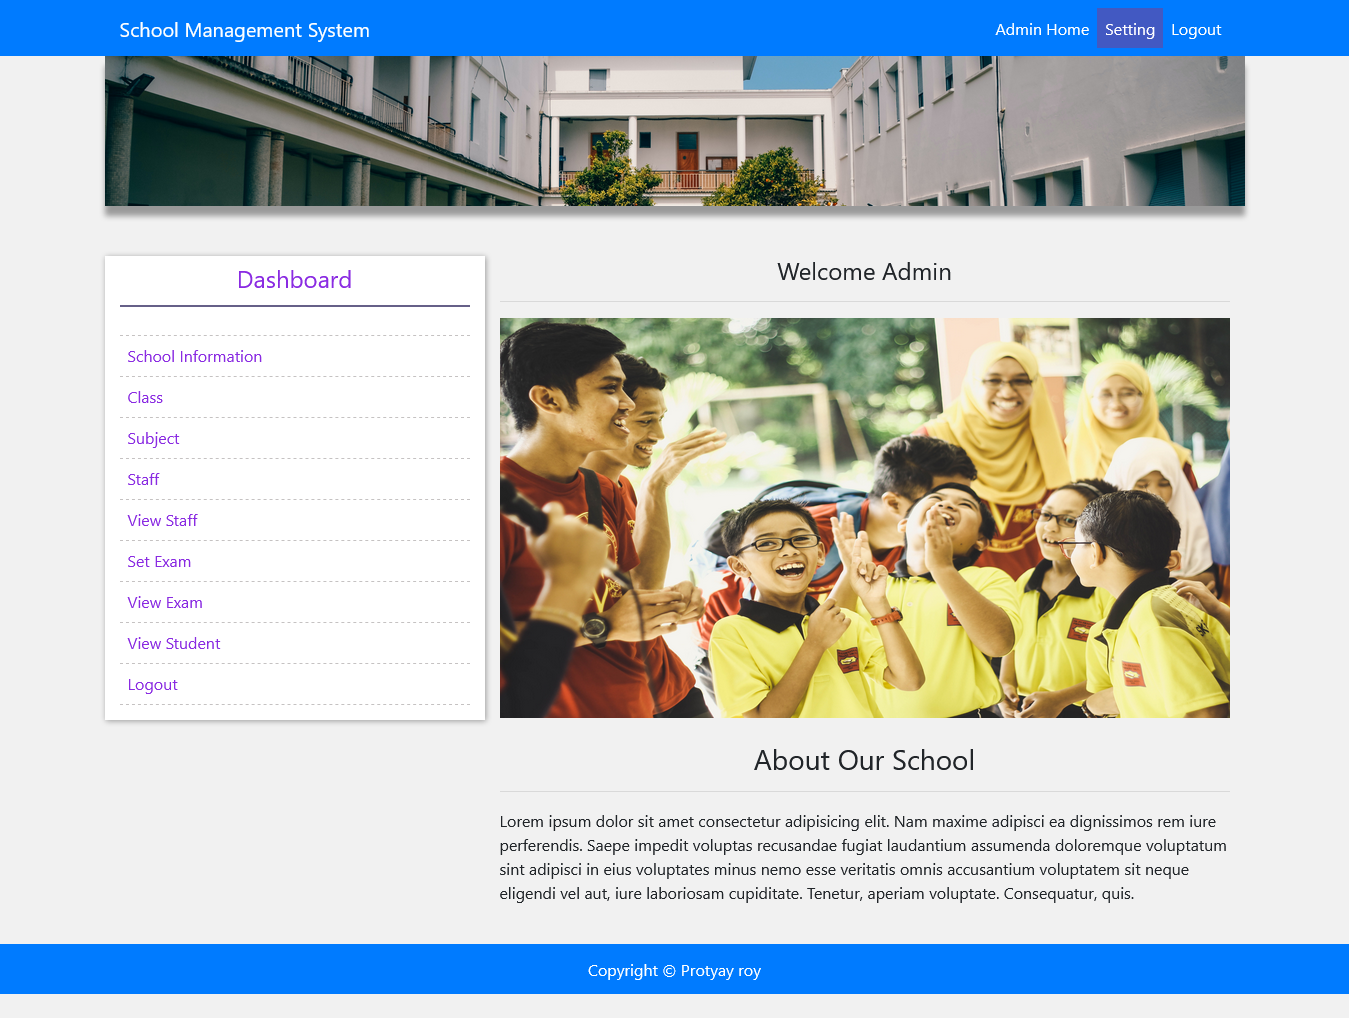 School Management System
Admin Home Setting Logout
Dashboard
School Information
Class
Subject
Staff
View Staff
Set Exam
View Exam
View Student
Logout
Welcome Admin
About Our School
Lorem ipsum dolor sit amet consectetur adipisicing elit. Nam maxime adipisci ea dignissimos rem iure
perferendis. Saepe impedit voluptas recusandae fugiat laudantium assumenda doloremque voluptatum
sint adipisci in eius voluptates minus nemo esse veritatis omnis accusantium voluptatem sit neque
eligendi vel aut, iure laboriosam cupiditate. Tenetur, aperiam voluptate. Consequatur, quis.
Copyright © Protyay roy